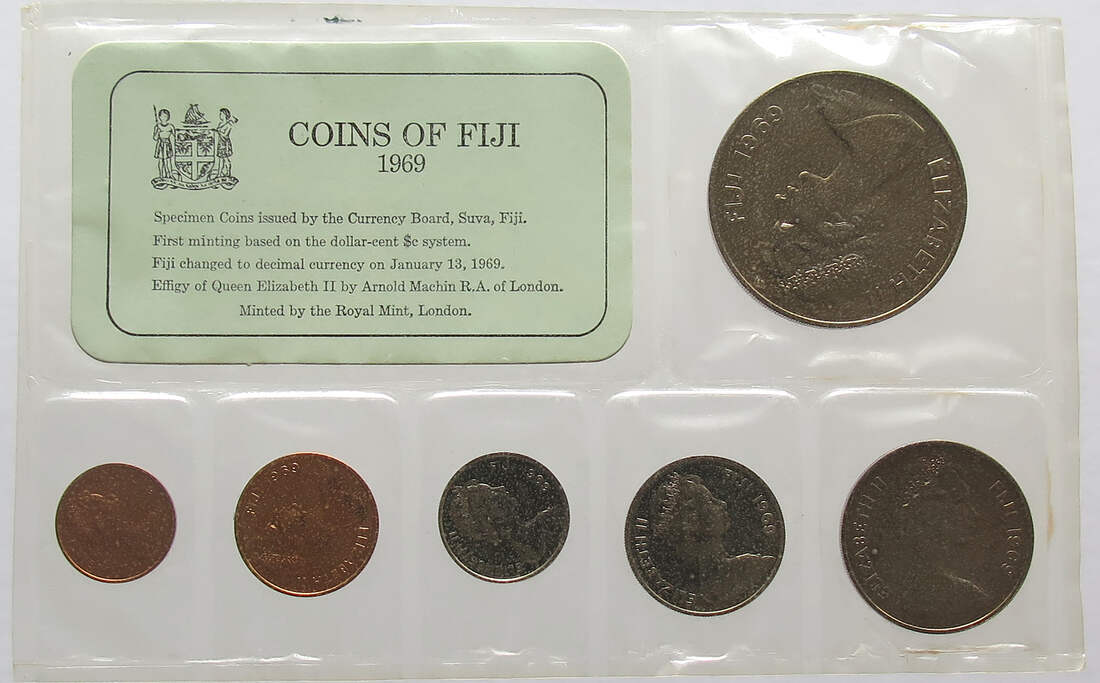 COINS OF FIJI
1969
Specimen Coins issued by the Currency Board, Suva, Fiji.
First minting based on the dollar-cent $c system.
Fiji changed to decimal currency on January 13, 1969.
Effigy of Queen Elizabeth II by Arnold Machin R.A. of London.
Minted by the Royal Mint, London.
FIJI 1969
ELIZABETH II
1969
ELIZABETH II
FIJI 1969
ELIZABETH II
FIJI 1969